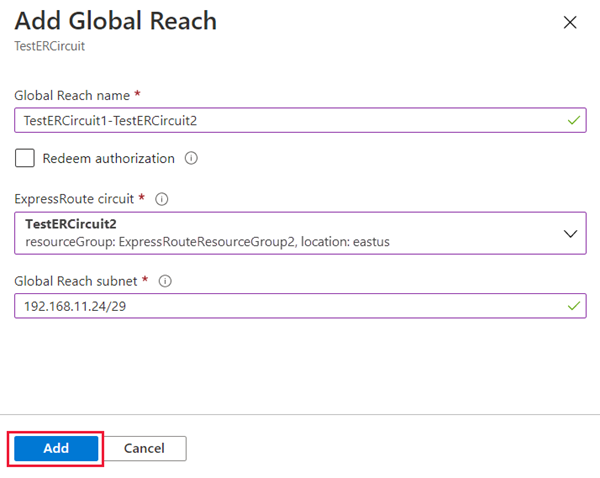 Add Global Reach
TestERCircuit
Global Reach name *
TestERCircuit1-TestERCircuit2
Redeem authorization
ExpressRoute circuit *
TestERCircuit2
resourceGroup: ExpressRouteResourceGroup2, location: eastus
Global Reach subnet *
192.168.11.24/29
Add Cancel